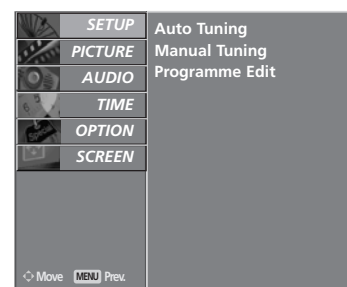 SETUP
PICTURE
AUDIO
TIME
OPTION
SCREEN
Auto Tuning
Manual Tuning
Programme Edit
Move MENU Prev.